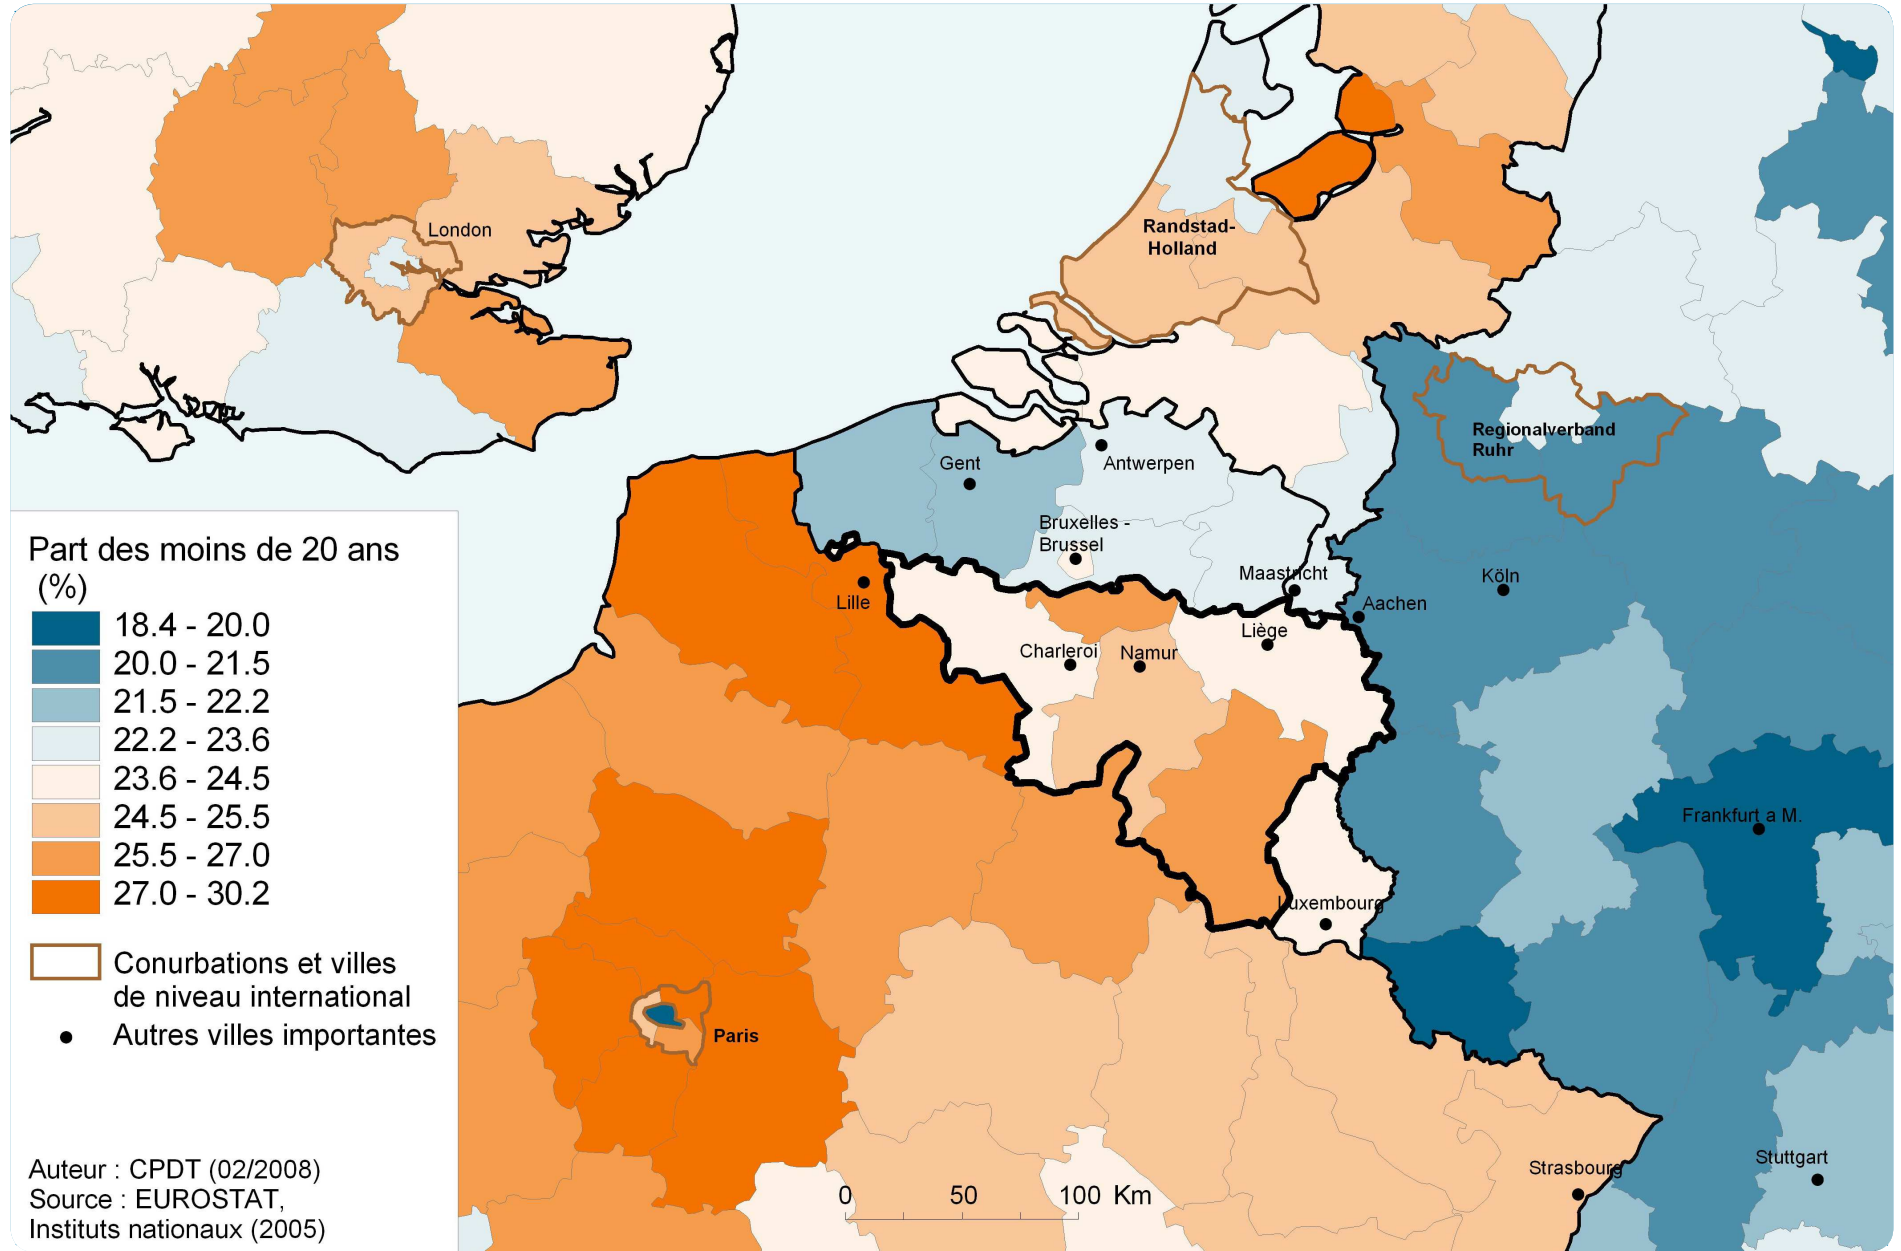 London
Randstad-
Holland
Regionalverband
Ruhr
Gent
Antwerpen
Bruxelles -
Brussel
Maastricht
Köln
Aachen
Lille
Liège
Charleroi
Namur
Frankfurt a M.
Luxembourg
Paris
Strasbourg
Stuttgart
0 50 100 Km
Part des moins de 20 ans
(%)
18.4 - 20.0
20.0 - 21.5
21.5 - 22.2
22.2 - 23.6
23.6 - 24.5
24.5 - 25.5
25.5 - 27.0
27.0 - 30.2
Conurbations et villes
de niveau international
Autres villes importantes
Auteur : CPDT (02/2008)
Source : EUROSTAT,
Instituts nationaux (2005)